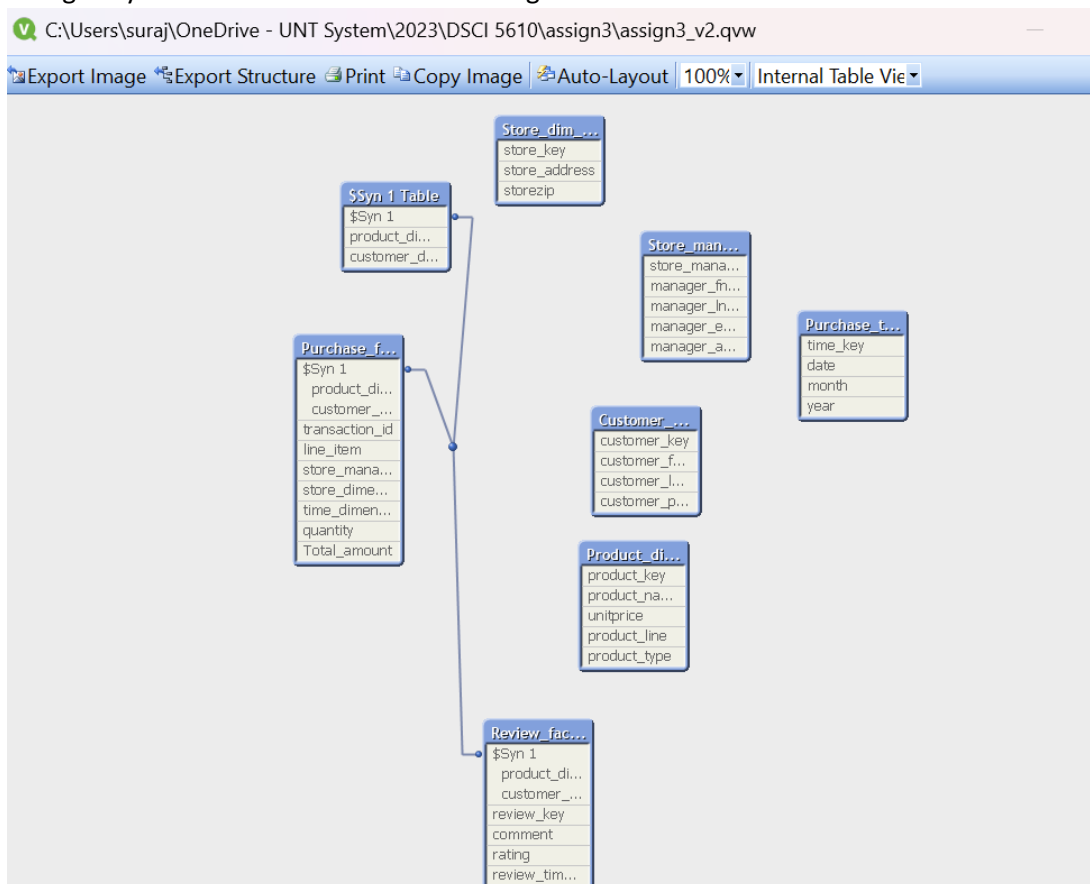 C:\Users\suraj\OneDrive - UNT System\2023\DSCI 5610\assign3\assign3_v2.qvw
Export Image Export Structure Print Copy Image Auto-Layout 100% Internal Table Vie
Store_dim_...
store_key
store_address
storezip
$Syn 1 Table
$Syn 1
product_di...
customer_d...
Store_man...
store_mana...
manager_fn...
manager_ln...
manager_e...
manager_a...
Purchase_t...
time_key
date
month
year
Purchase_f...
$Syn 1
product_di...
customer_...
transaction_id
line_item
store_mana...
store_dime...
time_dimen...
quantity
Total_amount
Customer_...
customer_key
customer_f...
customer_l...
customer_p...
Product_di...
product_key
product_na...
unitprice
product_line
product_type
Review_fac...
$Syn 1
product_di...
customer_...
review_key
comment
rating
review_tim...